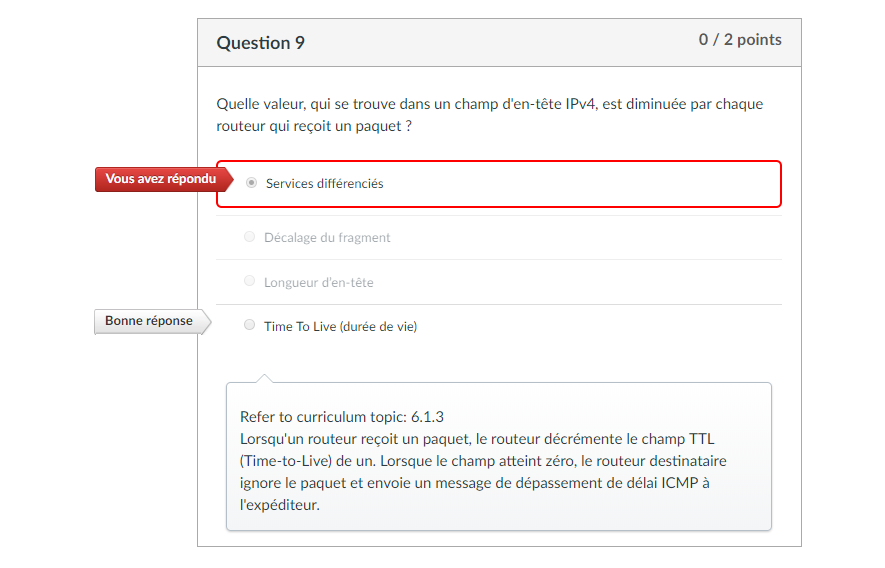 Question 9
0 / 2 points
Quelle valeur, qui se trouve dans un champ d'en-tête IPv4, est diminuée par chaque
routeur qui reçoit un paquet ?
Vous avez répondu
Services différenciés
Décalage du fragment
Longueur d'en-tête
Bonne réponse
Time To Live (durée de vie)
Refer to curriculum topic: 6.1.3
Lorsqu'un routeur reçoit un paquet, le routeur décrémente le champ TTL
(Time-to-Live) de un. Lorsque le champ atteint zéro, le routeur destinataire
ignore le paquet et envoie un message de dépassement de délai ICMP à
l'expéditeur.